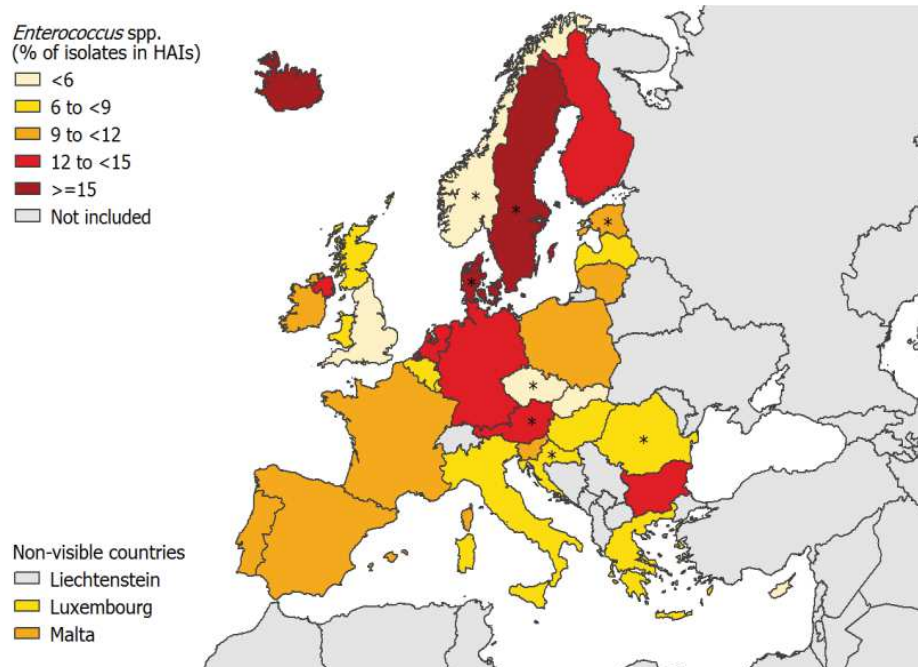 Enterococcus spp.
(% of isolates in HAIs)
<6
6 to <9
9 to <12
12 to <15
>=15
Not included
*
*
*
*
*
*
*
*
Non-visible countries
Liechtenstein
Luxembourg
Malta